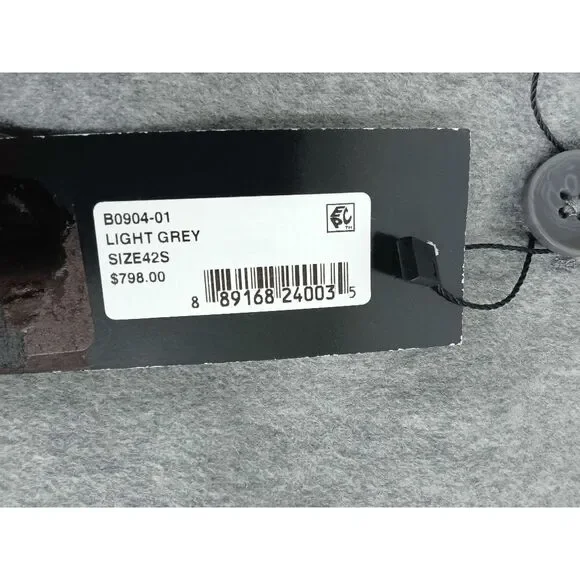 B0904-01
LIGHT GREY
SIZE42S
$798.00
8 89168 24003 5